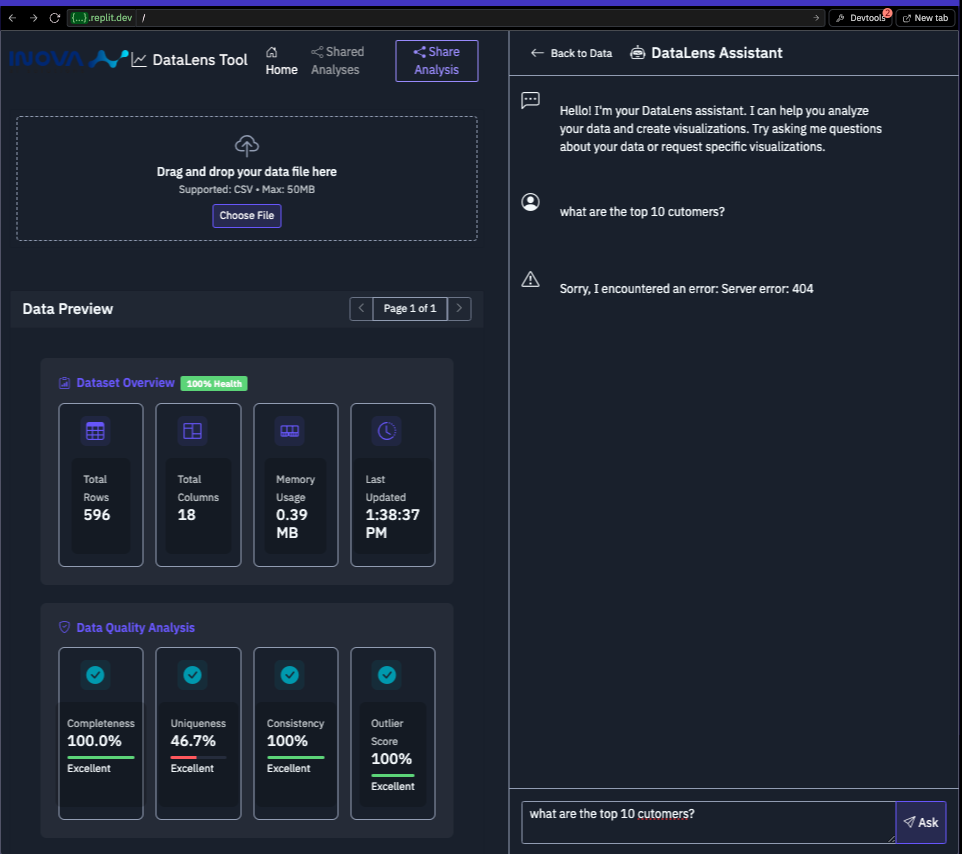 {...}.replit.dev /
Devtools 2
New tab
INOVA
DataLens Tool
Home
Shared
Analyses
Share
Analysis
Drag and drop your data file here
Supported: CSV • Max: 50MB
Choose File
Data Preview
Page 1 of 1
Dataset Overview 100% Health
Total
Rows
596
Total
Columns
18
Memory
Usage
0.39
MB
Last
Updated
1:38:37
PM
Data Quality Analysis
Completeness
100.0%
Excellent
Uniqueness
46.7%
Excellent
Consistency
100%
Excellent
Outlier
Score
100%
Excellent
Back to Data
DataLens Assistant
Hello! I'm your DataLens assistant. I can help you analyze
your data and create visualizations. Try asking me questions
about your data or request specific visualizations.
what are the top 10 cutomers?
Sorry, I encountered an error: Server error: 404
what are the top 10 cutomers?
Ask